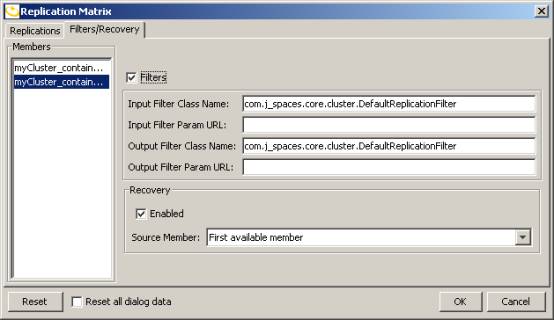 Replication Matrix
Replications Filters/Recovery
Members
myCluster_contain...
myCluster_contain...
Filters
Input Filter Class Name: com.j_spaces.core.cluster.DefaultReplicationFilter
Input Filter Param URL:
Output Filter Class Name: com.j_spaces.core.cluster.DefaultReplicationFilter
Output Filter Param URL:
Recovery
Enabled
Source Member: First available member
Reset Reset all dialog data OK Cancel